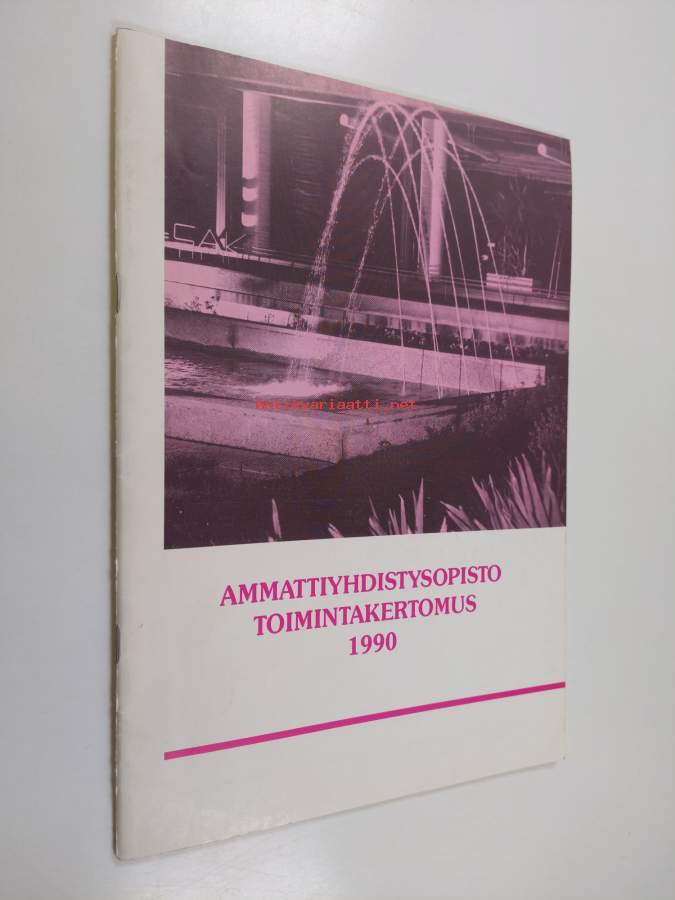 SAK
Antikvariaatti.net
AMMATTIYHDISTYSOPISTO
TOIMINTAKERTOMUS
1990